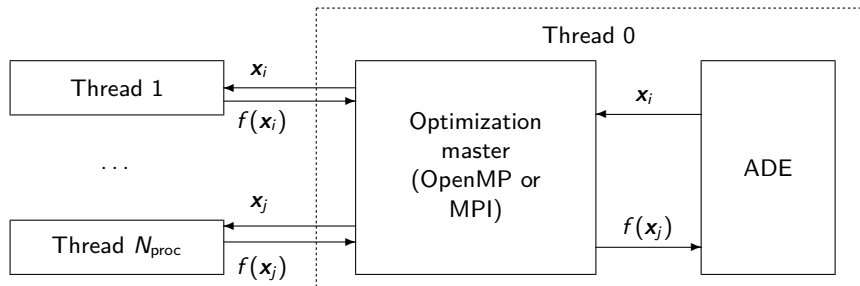 Thread 0
x_i
Thread 1
f(x_i)
x_i
Optimization
master
(OpenMP or
MPI)
ADE
. . .
x_j
Thread N_proc
f(x_j)
f(x_j)